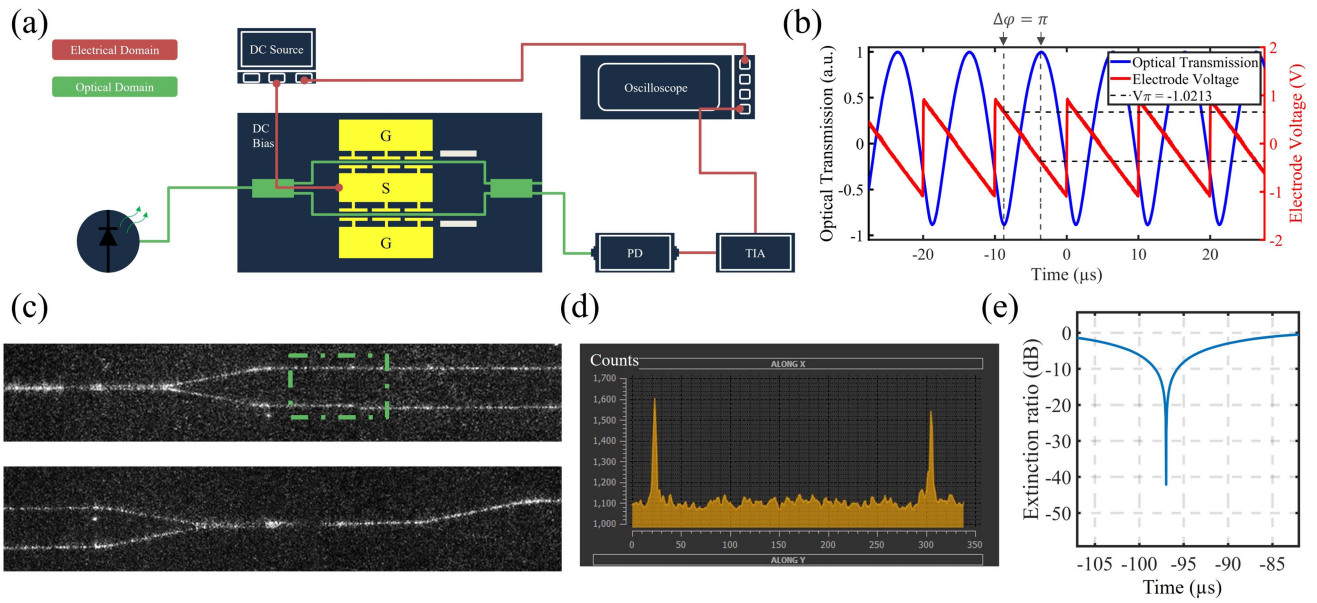 (a)
Electrical Domain
Optical Domain
DC Source
DC
Bias
G
S
G
Oscilloscope
PD
TIA
(b)
Δφ = π
Optical Transmission (a.u.)
1
0.5
0
-0.5
-1
Optical Transmission
Electrode Voltage
Vπ = -1.0213
2
1
0
-1
-2
Electrode Voltage (V)
-20 -10 0 10 20
Time (µs)
(c)
(d)
Counts
ALONG X
1,700
1,600
1,500
1,400
1,300
1,200
1,100
1,000
0 50 100 150 200 250 300 350
ALONG Y
(e)
Extinction ratio (dB)
0
-10
-20
-30
-40
-50
-105 -100 -95 -90 -85
Time (µs)